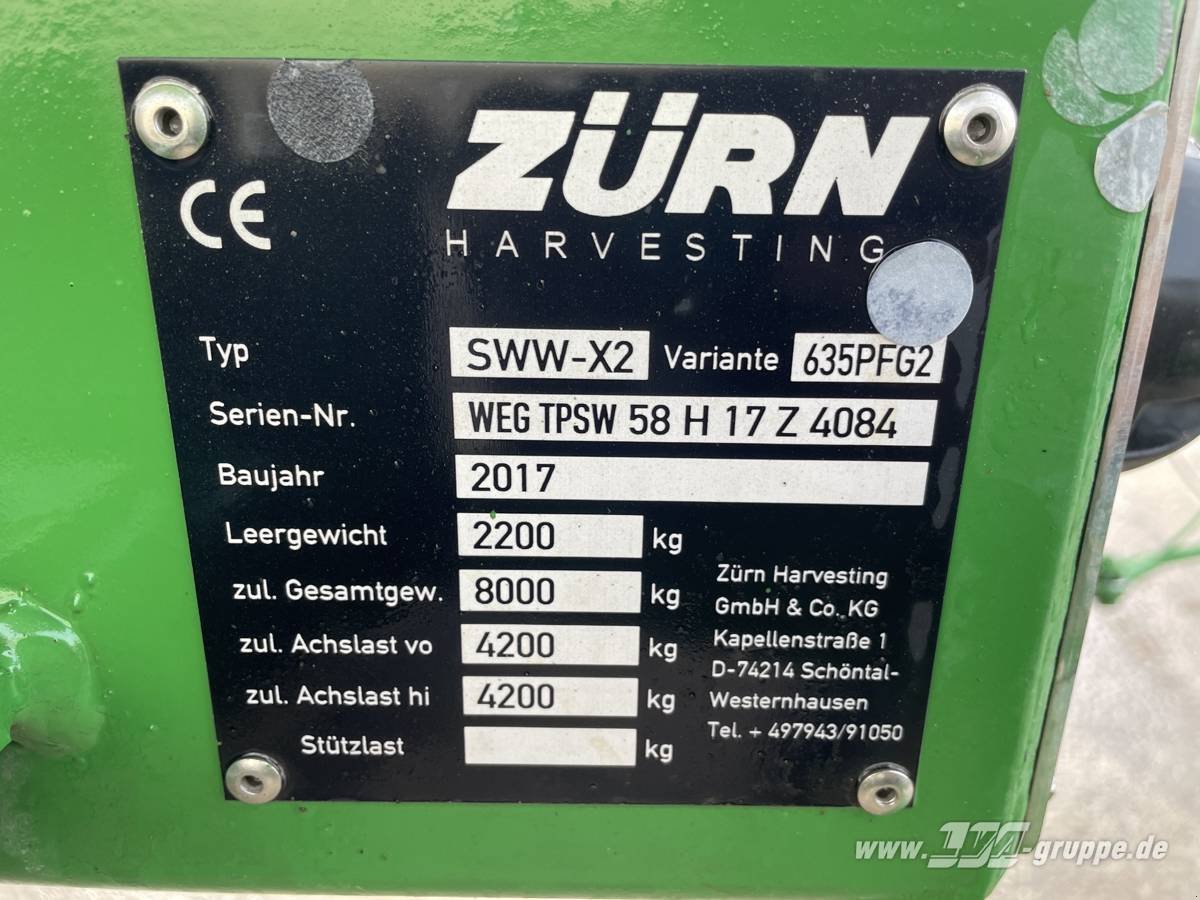 CE
ZÜRN
HARVESTING
Typ SWW-X2 Variante 635PFG2
Serien-Nr. WEG TPSW 58 H 17 Z 4084
Baujahr 2017
Leergewicht 2200 kg
zul. Gesamtgew. 8000 kg
zul. Achslast vo 4200 kg
zul. Achslast hi 4200 kg
Stützlast kg
Zürn Harvesting
GmbH & Co. KG
Kapellenstraße 1
D-74214 Schöntal-
Westernhausen
Tel. + 497943/91050
www.LVA-gruppe.de